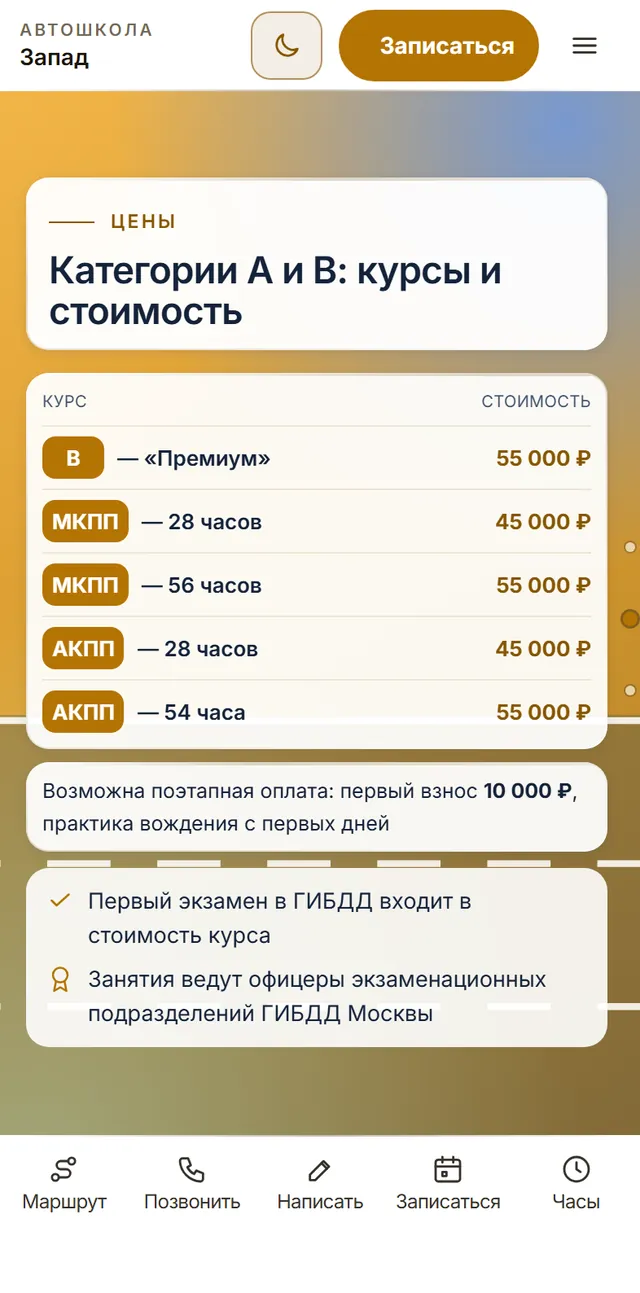 АВТОШКОЛА
Запад
Записаться
ЦЕНЫ
Категории А и В: курсы и
стоимость
КУРС СТОИМОСТЬ
В — «Премиум» 55 000 ₽
МКПП — 28 часов 45 000 ₽
МКПП — 56 часов 55 000 ₽
АКПП — 28 часов 45 000 ₽
АКПП — 54 часа 55 000 ₽
Возможна поэтапная оплата: первый взнос 10 000 ₽,
практика вождения с первых дней
Первый экзамен в ГИБДД входит в
стоимость курса
Занятия ведут офицеры экзаменационных
подразделений ГИБДД Москвы
Маршрут Позвонить Написать Записаться Часы